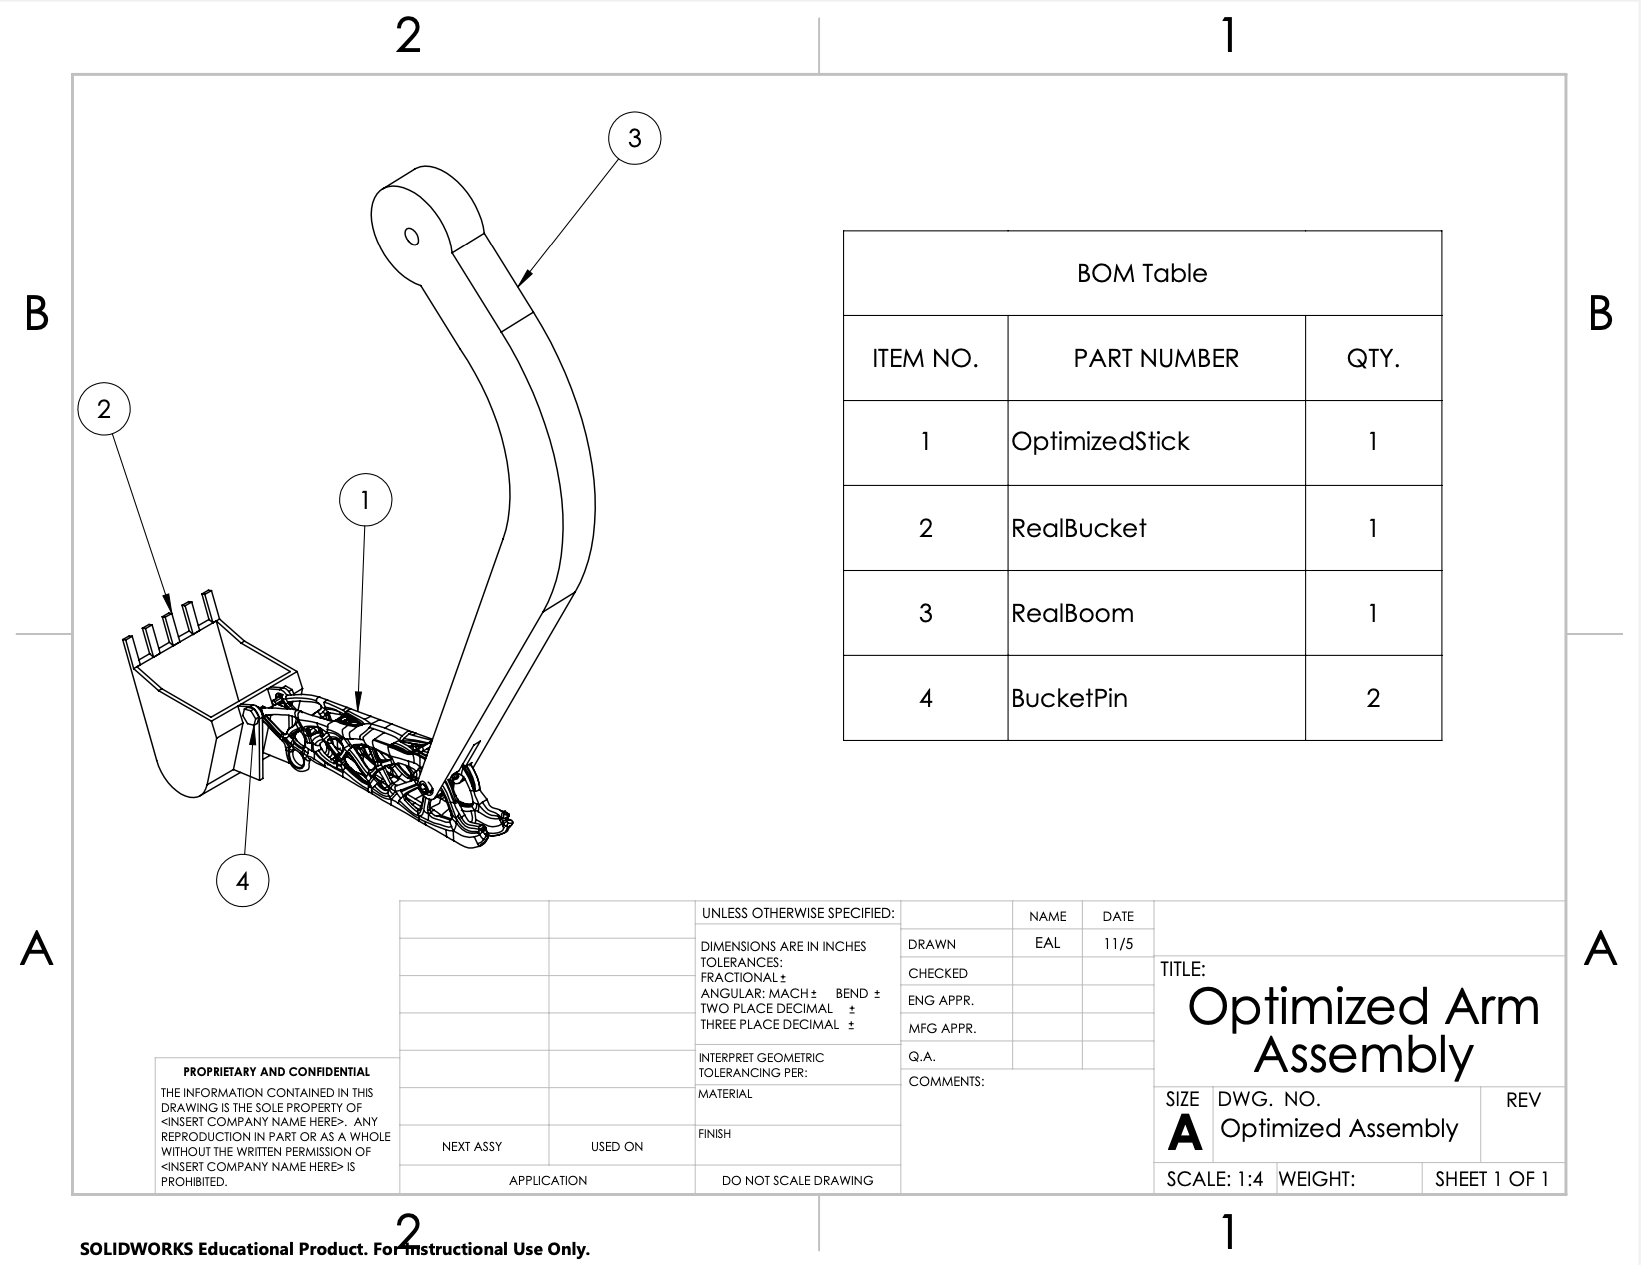 2
1
3
B
B
BOM Table
ITEM NO.
PART NUMBER
QTY.
2
1
1
OptimizedStick
1
2
RealBucket
1
3
RealBoom
1
4
BucketPin
2
4
A
A
UNLESS OTHERWISE SPECIFIED:
DIMENSIONS ARE IN INCHES
TOLERANCES:
FRACTIONAL ±
ANGULAR: MACH ± BEND ±
TWO PLACE DECIMAL ±
THREE PLACE DECIMAL ±
INTERPRET GEOMETRIC
TOLERANCING PER:
MATERIAL
FINISH
DO NOT SCALE DRAWING
NAME
DATE
DRAWN
EAL
11/5
CHECKED
ENG APPR.
MFG APPR.
Q.A.
COMMENTS:
TITLE:
Optimized Arm
Assembly
SIZE
A
DWG. NO.
Optimized Assembly
REV
SCALE: 1:4
WEIGHT:
SHEET 1 OF 1
PROPRIETARY AND CONFIDENTIAL
THE INFORMATION CONTAINED IN THIS
DRAWING IS THE SOLE PROPERTY OF
<INSERT COMPANY NAME HERE>. ANY
REPRODUCTION IN PART OR AS A WHOLE
WITHOUT THE WRITTEN PERMISSION OF
<INSERT COMPANY NAME HERE> IS
PROHIBITED.
NEXT ASSY
USED ON
APPLICATION
2
1
SOLIDWORKS Educational Product. For Instructional Use Only.